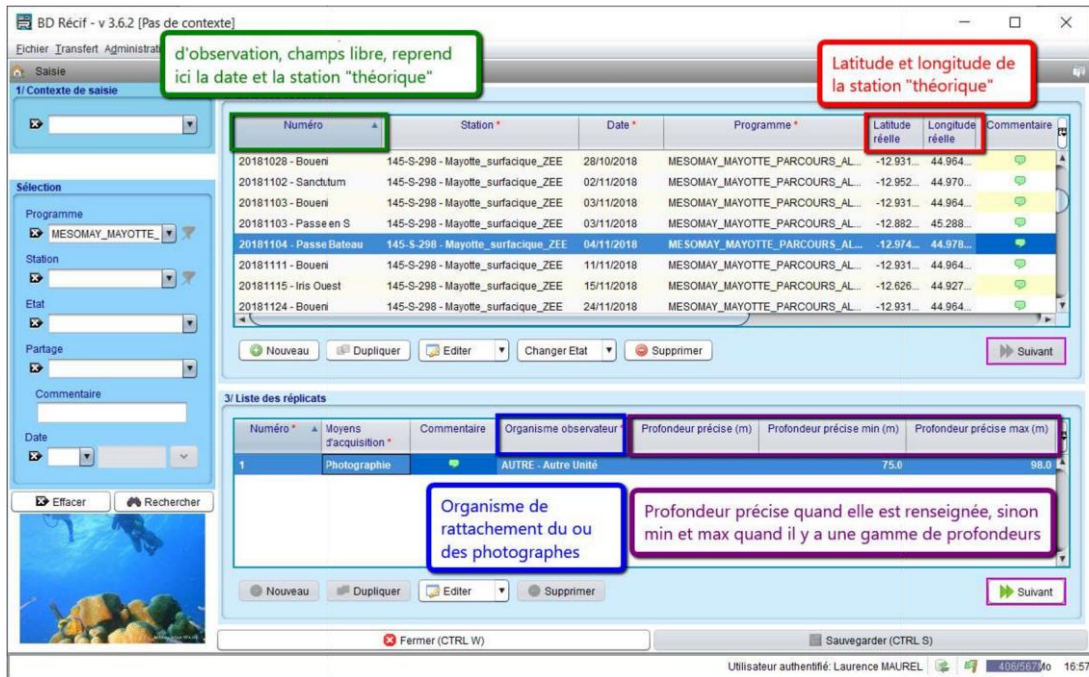 BD Récif - v 3.6.2 [Pas de contexte]
Fichier Transfert Administrati
Saisie
d'observation, champs libre, reprend
ici la date et la station "théorique"
Latitude et longitude de
la station "théorique"
1/ Contexte de saisie
Numéro Station * Date * Programme * Latitude réelle Longitude réelle Commentaire
20181028 - Boueni 145-S-298 - Mayotte_surfacique_ZEE 28/10/2018 MESOMAY_MAYOTTE_PARCOURS_AL... -12.931... 44.964...
20181102 - Sanctutum 145-S-298 - Mayotte_surfacique_ZEE 02/11/2018 MESOMAY_MAYOTTE_PARCOURS_AL... -12.952... 44.970...
20181103 - Boueni 145-S-298 - Mayotte_surfacique_ZEE 03/11/2018 MESOMAY_MAYOTTE_PARCOURS_AL... -12.931... 44.964...
20181103 - Passe en S 145-S-298 - Mayotte_surfacique_ZEE 03/11/2018 MESOMAY_MAYOTTE_PARCOURS_AL... -12.882... 45.288...
20181104 - Passe Bateau 145-S-298 - Mayotte_surfacique_ZEE 04/11/2018 MESOMAY_MAYOTTE_PARCOURS_AL... -12.974... 44.978...
20181111 - Boueni 145-S-298 - Mayotte_surfacique_ZEE 11/11/2018 MESOMAY_MAYOTTE_PARCOURS_AL... -12.931... 44.964...
20181115 - Iris Ouest 145-S-298 - Mayotte_surfacique_ZEE 15/11/2018 MESOMAY_MAYOTTE_PARCOURS_AL... -12.626... 44.927...
20181124 - Boueni 145-S-298 - Mayotte_surfacique_ZEE 24/11/2018 MESOMAY_MAYOTTE_PARCOURS_AL... -12.931... 44.964...
Nouveau Dupliquer Editer Changer Etat Supprimer Suivant
Sélection
Programme
MESOMAY_MAYOTTE_
Station
Etat
Partage
Commentaire
Date
Effacer Rechercher
3/ Liste des réplicats
Numéro * Moyens d'acquisition * Commentaire Organisme observateur * Profondeur précise (m) Profondeur précise min (m) Profondeur précise max (m)
1 Photographie AUTRE - Autre Unité 75.0 98.0
Organisme de
rattachement du ou
des photographes
Profondeur précise quand elle est renseignée, sinon
min et max quand il y a une gamme de profondeurs
Nouveau Dupliquer Editer Supprimer Suivant
Fermer (CTRL W) Sauvegarder (CTRL S)
Utilisateur authentifié: Laurence MAUREL 406/567Mo 16:57